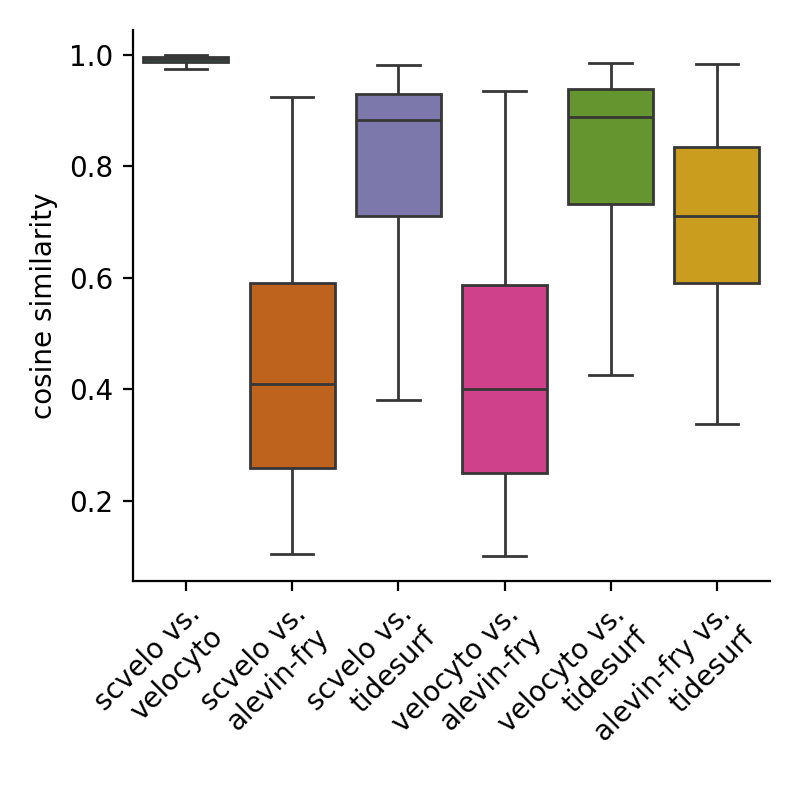 cosine similarity
1.0
0.8
0.6
0.4
0.2
scvelo vs.
velocyto
scvelo vs.
alevin-fry
scvelo vs.
tidesurf
velocyto vs.
alevin-fry
velocyto vs.
tidesurf
alevin-fry vs.
tidesurf